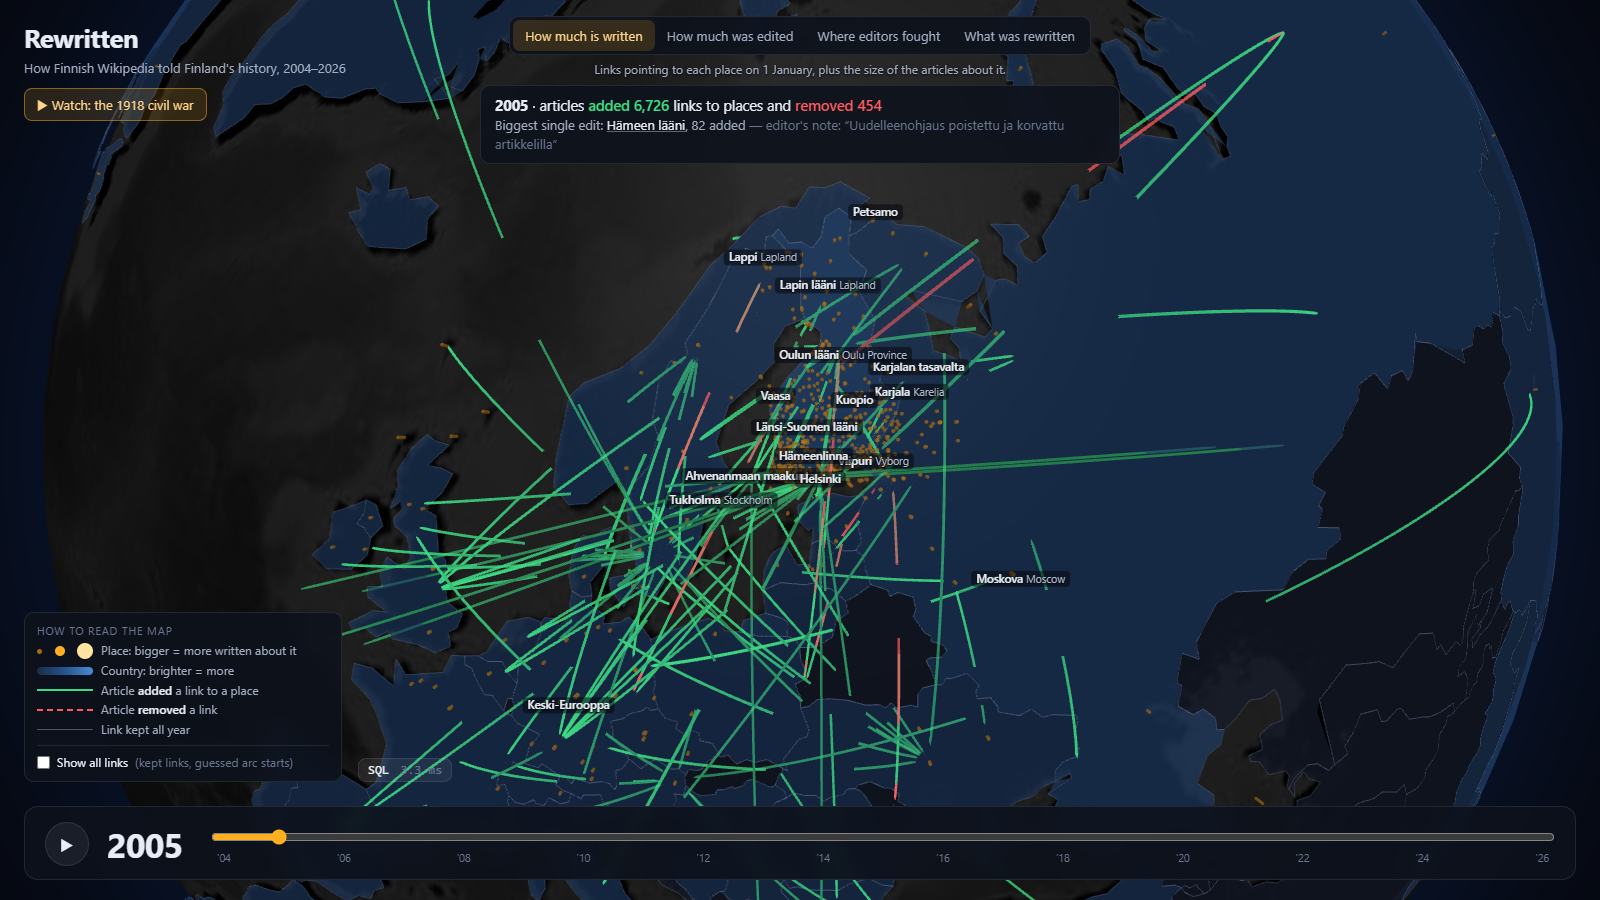 Rewritten
How Finnish Wikipedia told Finland's history, 2004–2026
▶ Watch: the 1918 civil war
How much is written
How much was edited
Where editors fought
What was rewritten
Links pointing to each place on 1 January, plus the size of the articles about it.
2005 · articles added 6,726 links to places and removed 454
Biggest single edit: Hämeen lääni, 82 added — editor's note: “Uudelleenohjaus poistettu ja korvattu
artikkelilla”
Petsamo
Lappi Lapland
Lapin lääni Lapland
Oulun lääni Oulu Province
Karjalan tasavalta
Vaasa
Kuopio
Karjala Karelia
Länsi-Suomen lääni
Hämeenlinna
Vyborg
Ahvenanmaan
Helsinki
Tukholma Stockholm
Moskova Moscow
Keski-Eurooppa
HOW TO READ THE MAP
Place: bigger = more written about it
Country: brighter = more
Article added a link to a place
Article removed a link
Link kept all year
Show all links (kept links, guessed arc starts)
SQL 3.3 ms
2005
'04 '06 '08 '10 '12 '14 '16 '18 '20 '22 '24 '26